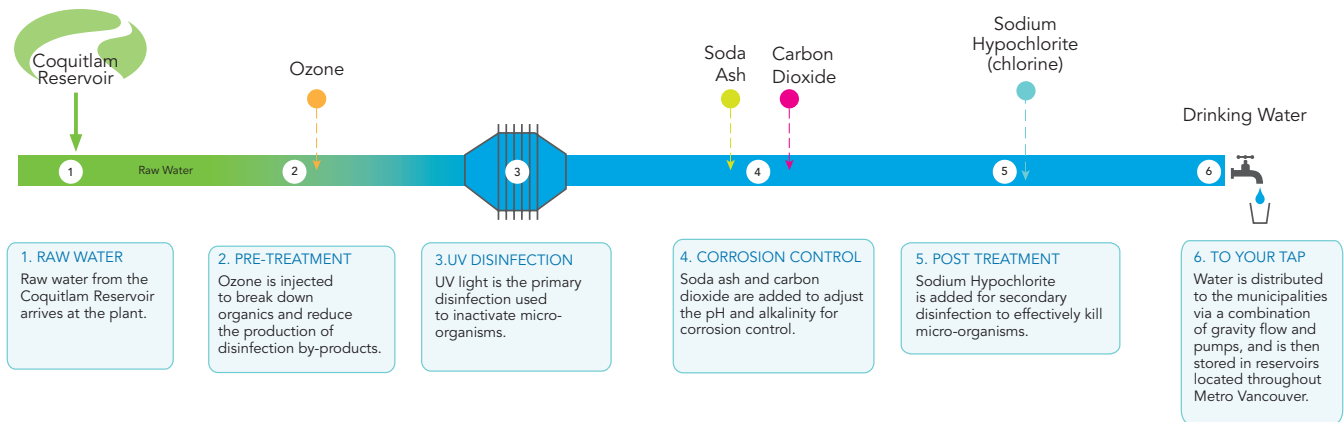 Coquitlam
Reservoir
Ozone
Soda
Ash
Carbon
Dioxide
Sodium
Hypochlorite
(chlorine)
Drinking Water
1
Raw Water
2
3
4
5
6
1. RAW WATER
Raw water from the
Coquitlam Reservoir
arrives at the plant.
2. PRE-TREATMENT
Ozone is injected
to break down
organics and reduce
the production of
disinfection by-products.
3.UV DISINFECTION
UV light is the primary
disinfection used
to inactivate micro-
organisms.
4. CORROSION CONTROL
Soda ash and carbon
dioxide are added to adjust
the pH and alkalinity for
corrosion control.
5. POST TREATMENT
Sodium Hypochlorite
is added for secondary
disinfection to effectively kill
micro-organisms.
6. TO YOUR TAP
Water is distributed
to the municipalities
via a combination
of gravity flow and
pumps, and is then
stored in reservoirs
located throughout
Metro Vancouver.